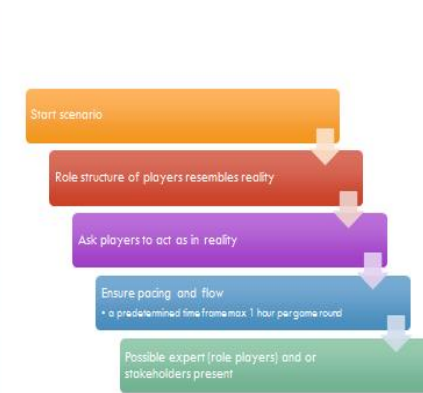 Start scenario
Role structure of players resembles reality
Ask players to act as in reality
Ensure pacing and flow
• a predetermined time frame max 1 hour per game round
Possible expert (role players) and or
stakeholders present